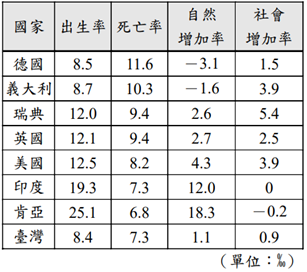 國家 出生率 死亡率 自然增加率 社會增加率
德國 8.5 11.6 －3.1 1.5
義大利 8.7 10.3 －1.6 3.9
瑞典 12.0 9.4 2.6 5.4
英國 12.1 9.4 2.7 2.5
美國 12.5 8.2 4.3 3.9
印度 19.3 7.3 12.0 0
肯亞 25.1 6.8 18.3 －0.2
臺灣 8.4 7.3 1.1 0.9
（單位：‰）